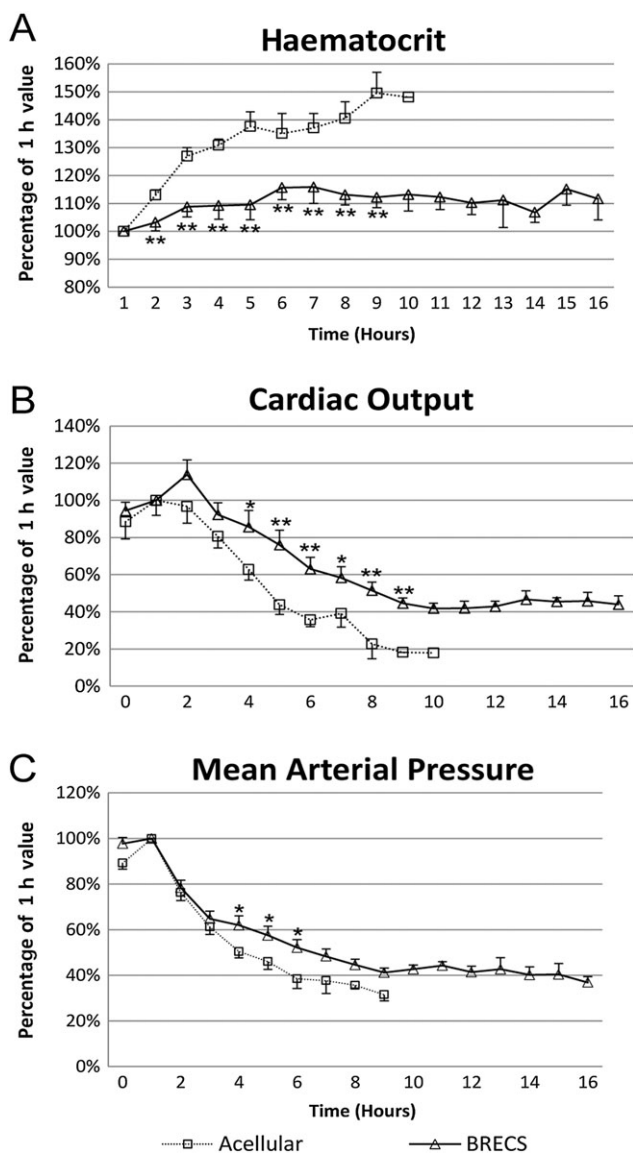 A
Haematocrit
Percentage of 1 h value
160%
150%
140%
130%
120%
110%
100%
90%
80%
** ** ** ** ** ** ** **
1 2 3 4 5 6 7 8 9 10 11 12 13 14 15 16
Time (Hours)
B
Cardiac Output
Percentage of 1 h value
140%
120%
100%
80%
60%
40%
20%
0%
* ** ** * ** **
0 2 4 6 8 10 12 14 16
C
Mean Arterial Pressure
Percentage of 1 h value
120%
100%
80%
60%
40%
20%
0%
* * *
0 2 4 6 8 10 12 14 16
Time (Hours)
Acellular BRECS